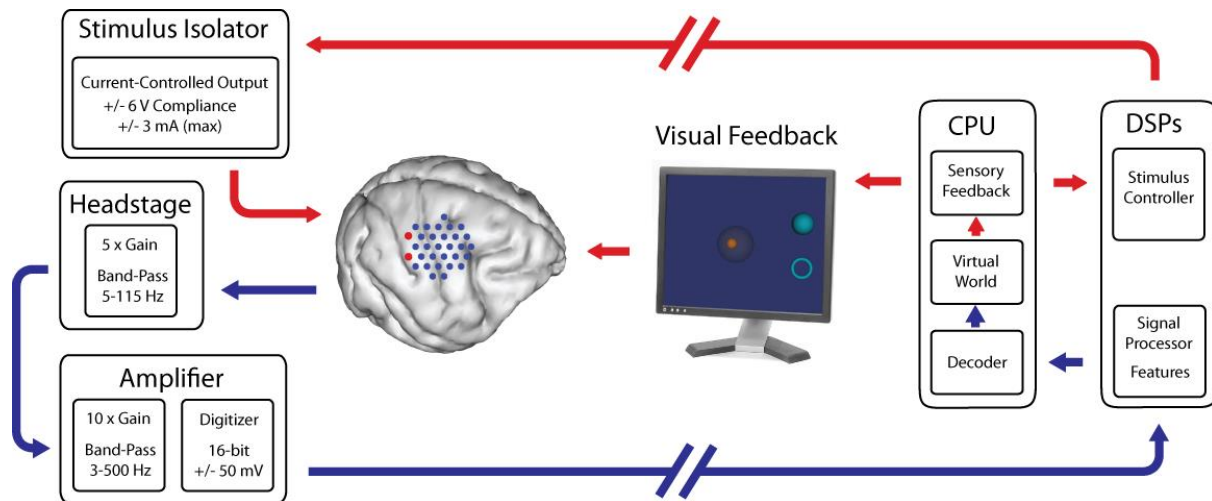 Stimulus Isolator
Current-Controlled Output
+/- 6 V Compliance
+/- 3 mA (max)
Headstage
5 x Gain
Band-Pass
5-115 Hz
Amplifier
10 x Gain
Band-Pass
3-500 Hz
Digitizer
16-bit
+/- 50 mV
Visual Feedback
CPU
Sensory
Feedback
Virtual
World
Decoder
DSPs
Stimulus
Controller
Signal
Processor
Features